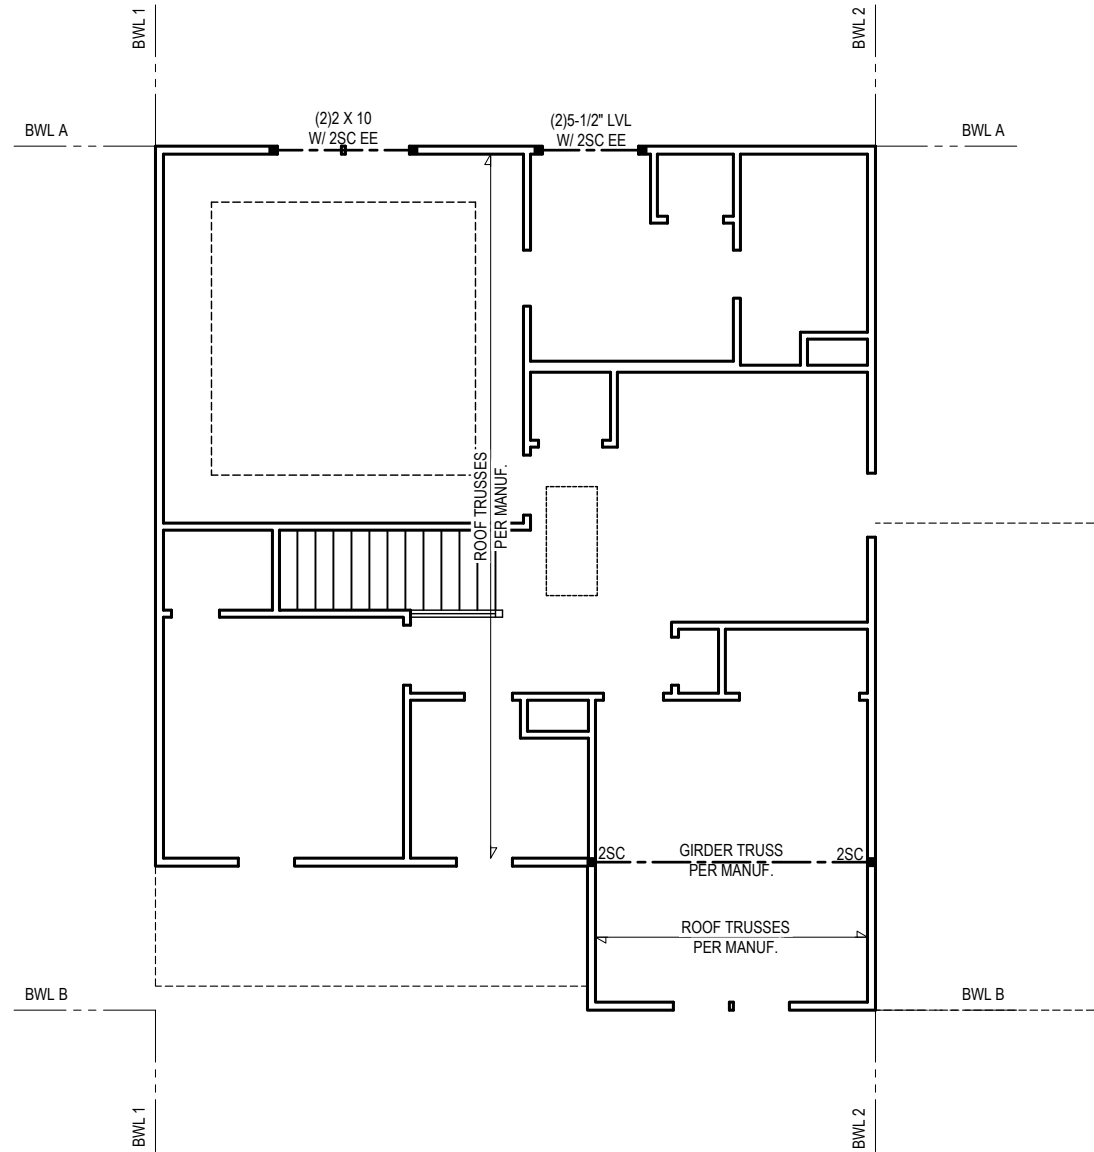 BWL 1
BWL 2
(2)2 X 10
W/ 2SC EE
(2)5-1/2" LVL
W/ 2SC EE
BWL A
BWL A
ROOF TRUSSES
PER MANUF.
2SC
GIRDER TRUSS
PER MANUF.
2SC
ROOF TRUSSES
PER MANUF.
BWL B
BWL B
BWL 1
BWL 2